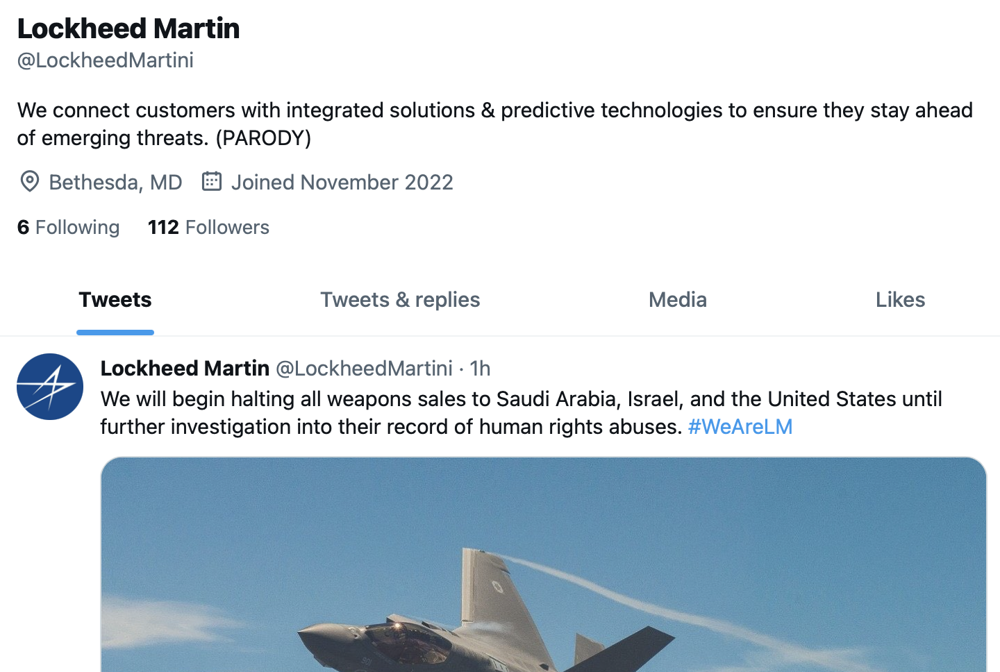 Lockheed Martin
@LockheedMartini
We connect customers with integrated solutions & predictive technologies to ensure they stay ahead
of emerging threats. (PARODY)
Bethesda, MD Joined November 2022
6 Following 112 Followers
Tweets Tweets & replies Media Likes
Lockheed Martin @LockheedMartini · 1h
We will begin halting all weapons sales to Saudi Arabia, Israel, and the United States until
further investigation into their record of human rights abuses. #WeAreLM